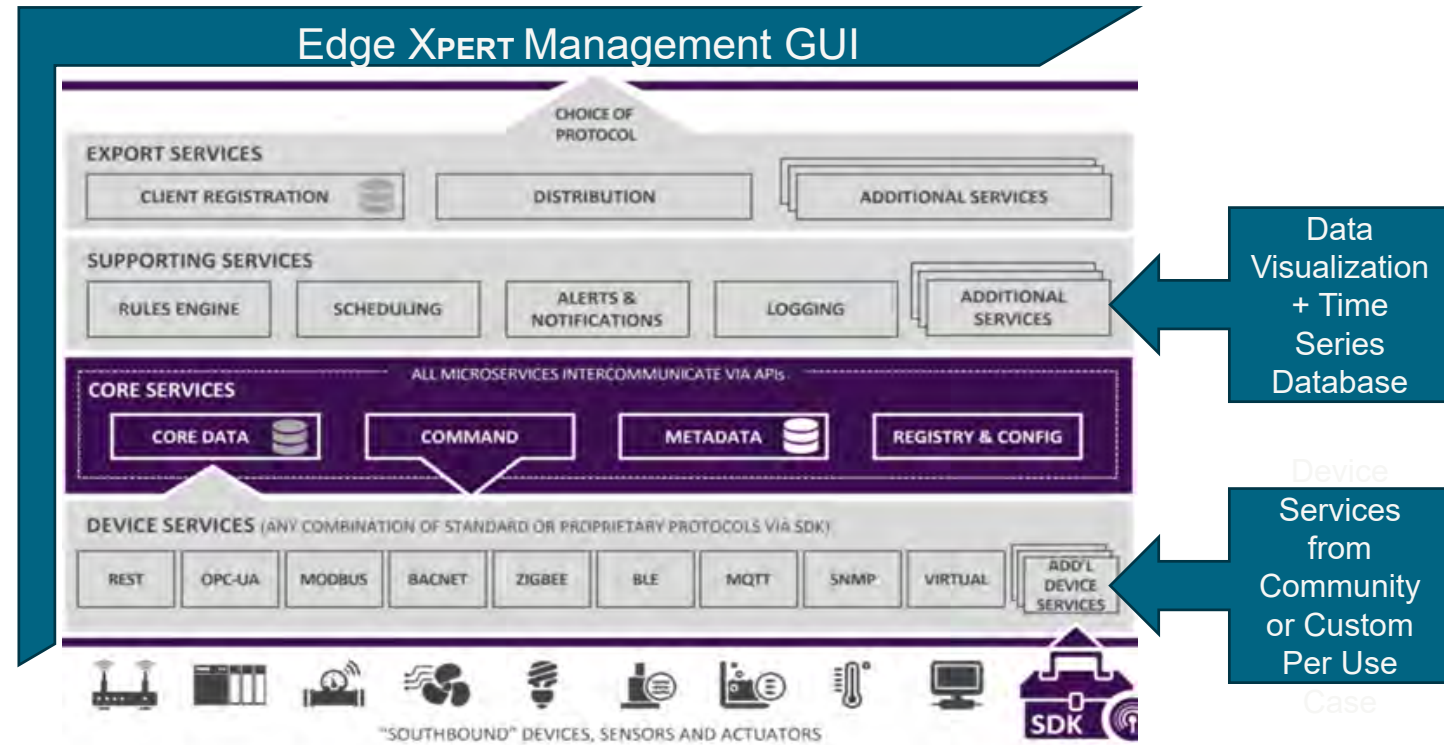 Edge XPERT Management GUI
CHOICE OF
PROTOCOL
EXPORT SERVICES
CLIENT REGISTRATION
DISTRIBUTION
ADDITIONAL SERVICES
SUPPORTING SERVICES
RULES ENGINE
SCHEDULING
ALERTS &
NOTIFICATIONS
LOGGING
ADDITIONAL
SERVICES
ALL MICROSERVICES INTERCOMMUNICATE VIA APIs
CORE SERVICES
CORE DATA
COMMAND
METADATA
REGISTRY & CONFIG
DEVICE SERVICES (ANY COMBINATION OF STANDARD OR PROPRIETARY PROTOCOLS VIA SDK)
REST
OPC-UA
MODBUS
BACNET
ZIGBEE
BLE
MQTT
SNMP
VIRTUAL
ADD'L
DEVICE
SERVICES
"SOUTHBOUND" DEVICES, SENSORS AND ACTUATORS
SDK
Data
Visualization
+ Time
Series
Database
Device
Services
from
Community
or Custom
Per Use
Case